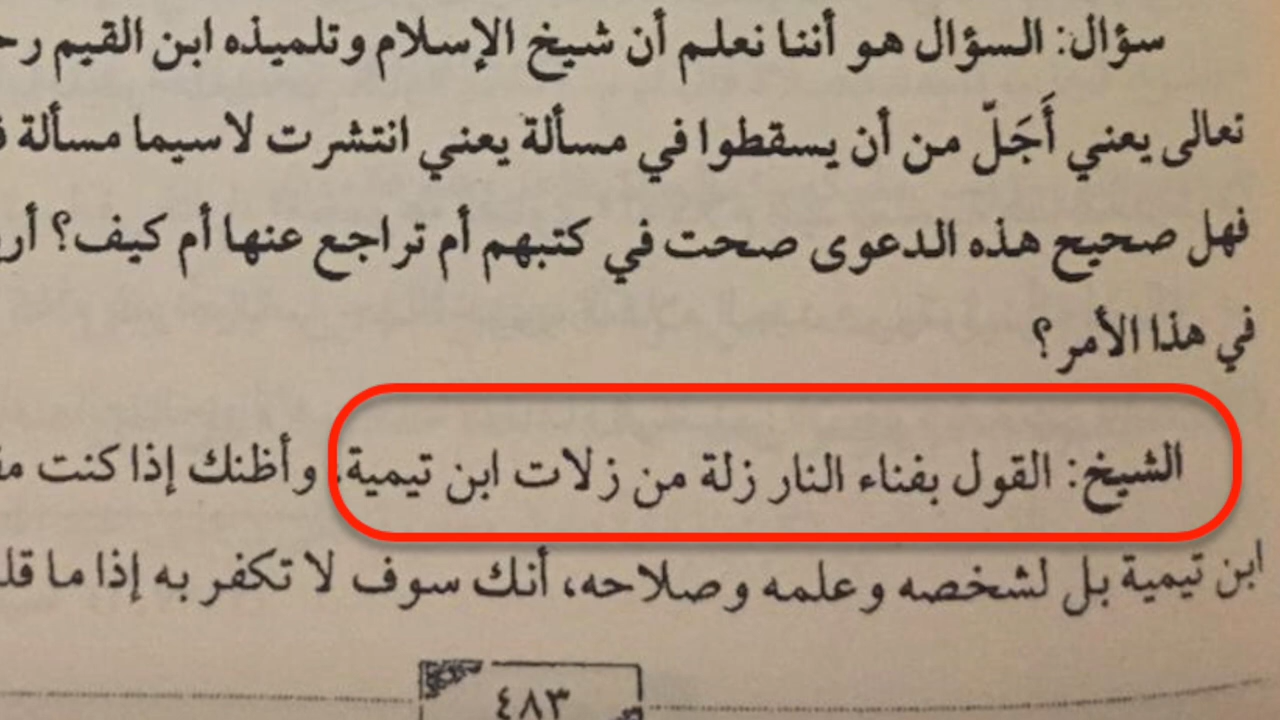 سؤال: السؤال هو أننا نعلم أن شيخ الإسلام وتلميذه ابن القيم
تعالى يعني أَجَلّ من أن يسقطوا في مسألة يعني انتشرت لاسيما مسألة
فهل صحيح هذه الدعوى صحت في كتبهم أم تراجع عنها أم كيف؟
في هذا الأمر؟
الشيخ: القول بفناء النار زلة من زلات ابن تيمية، وأظنك إذا كنت
ابن تيمية بل لشخصه وعلمه وصلاحه، أنك سوف لا تكفر به إذا ما
٤٨٣